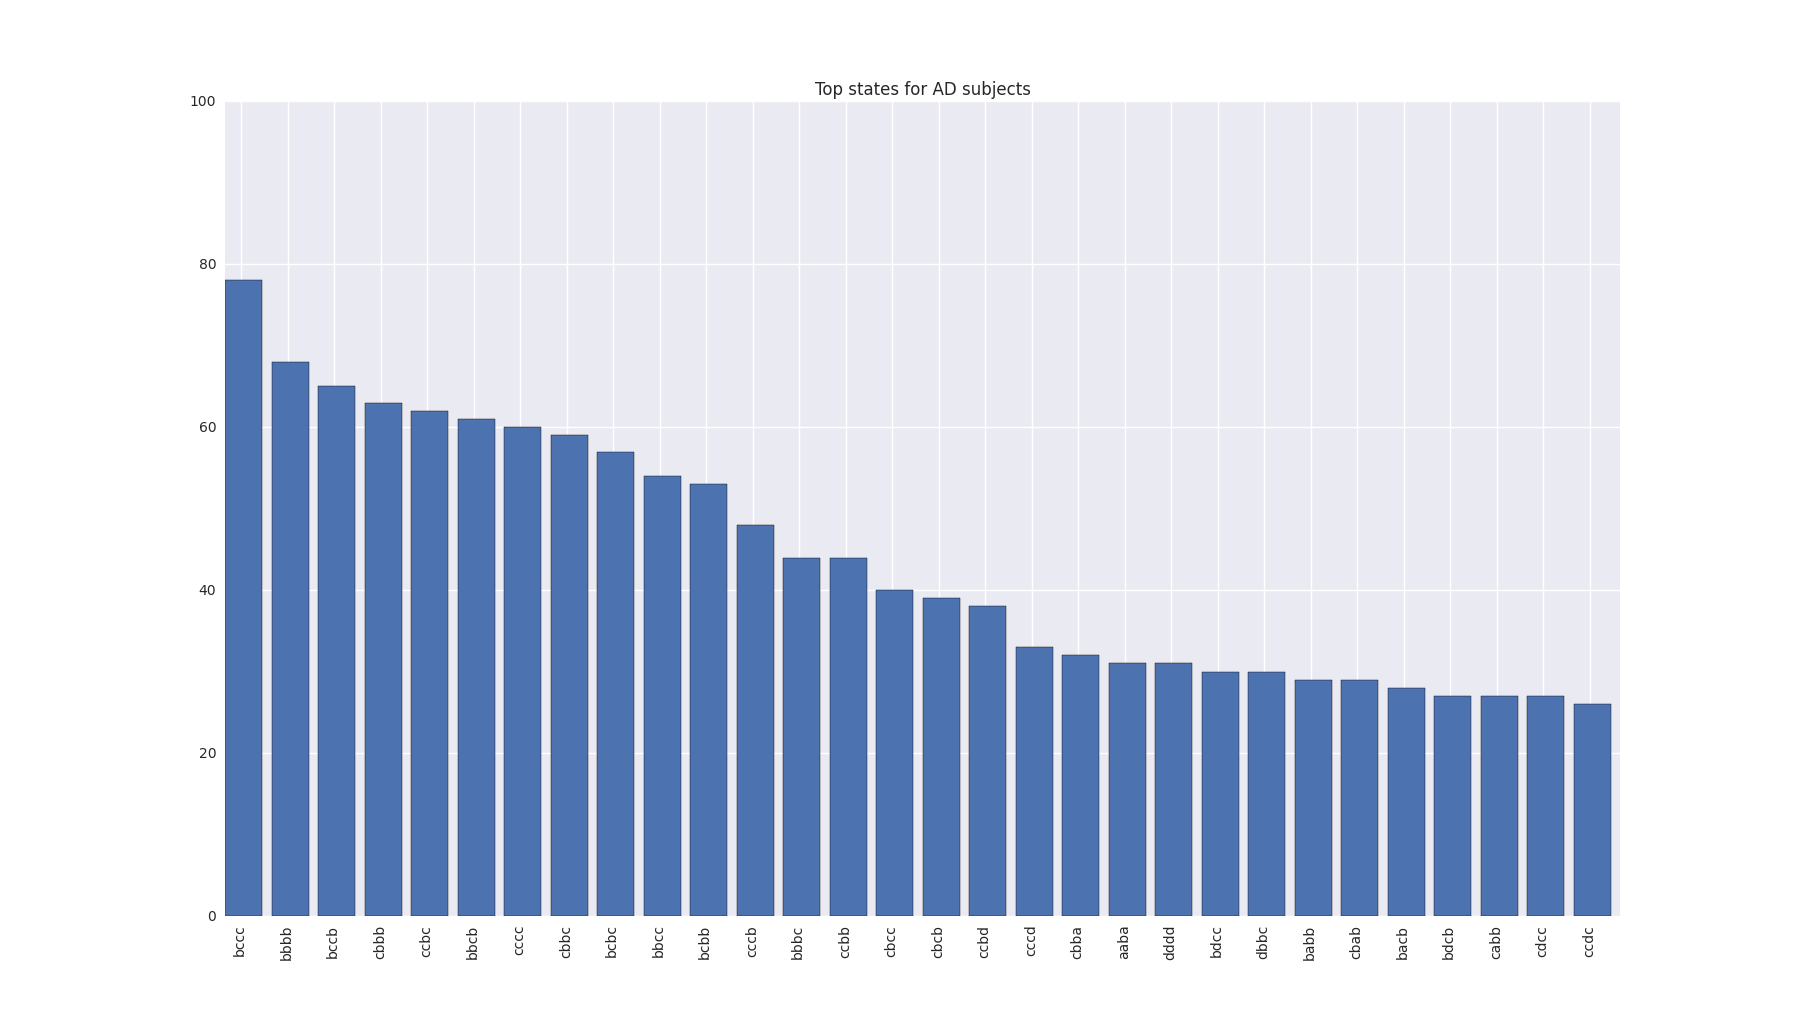 Top states for AD subjects
100
80
60
40
20
0
bccc
bbbb
bccb
cbbb
ccbc
bbcb
cccc
cbbc
bcbc
bbcc
bcbb
cccb
bbbc
ccbb
cbcc
cbcb
ccbd
cccd
cbba
aaba
dddd
bdcc
dbbc
babb
cbab
bacb
bdcb
cabb
cdcc
ccdc